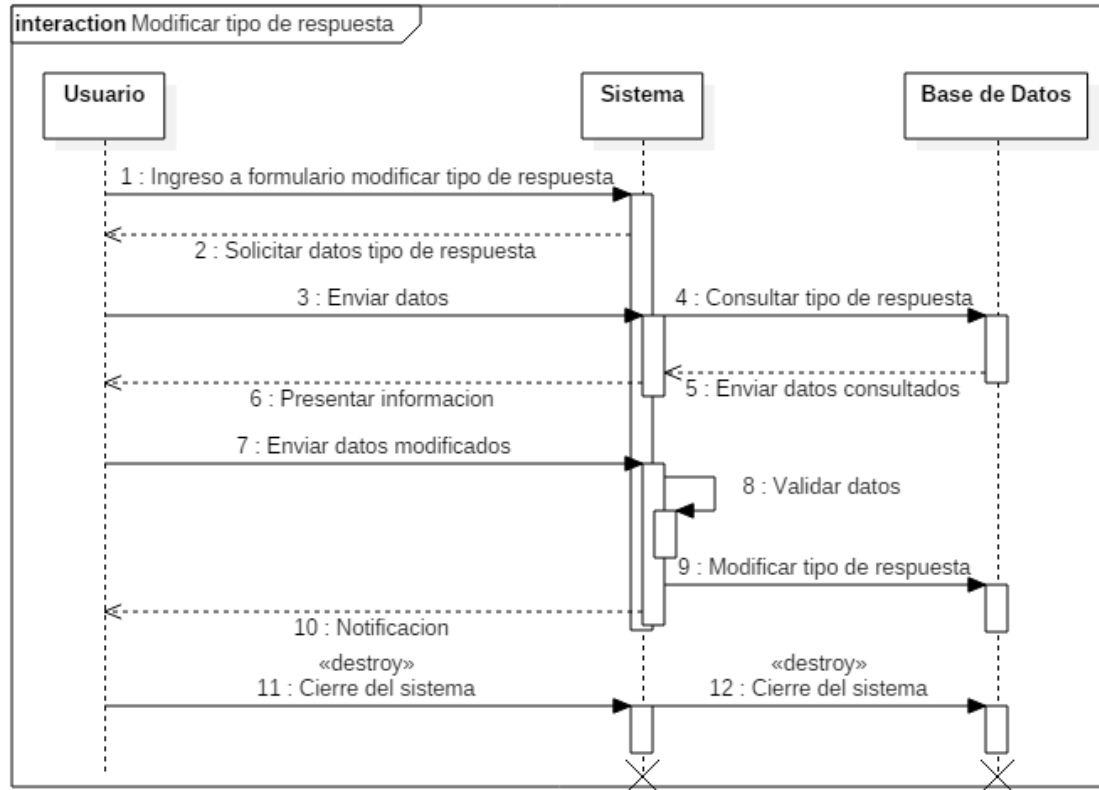 interaction Modificar tipo de respuesta
Usuario
Sistema
Base de Datos
1 : Ingreso a formulario modificar tipo de respuesta
2 : Solicitar datos tipo de respuesta
3 : Enviar datos
4 : Consultar tipo de respuesta
5 : Enviar datos consultados
6 : Presentar informacion
7 : Enviar datos modificados
8 : Validar datos
9 : Modificar tipo de respuesta
10 : Notificacion
«destroy»
11 : Cierre del sistema
«destroy»
12 : Cierre del sistema